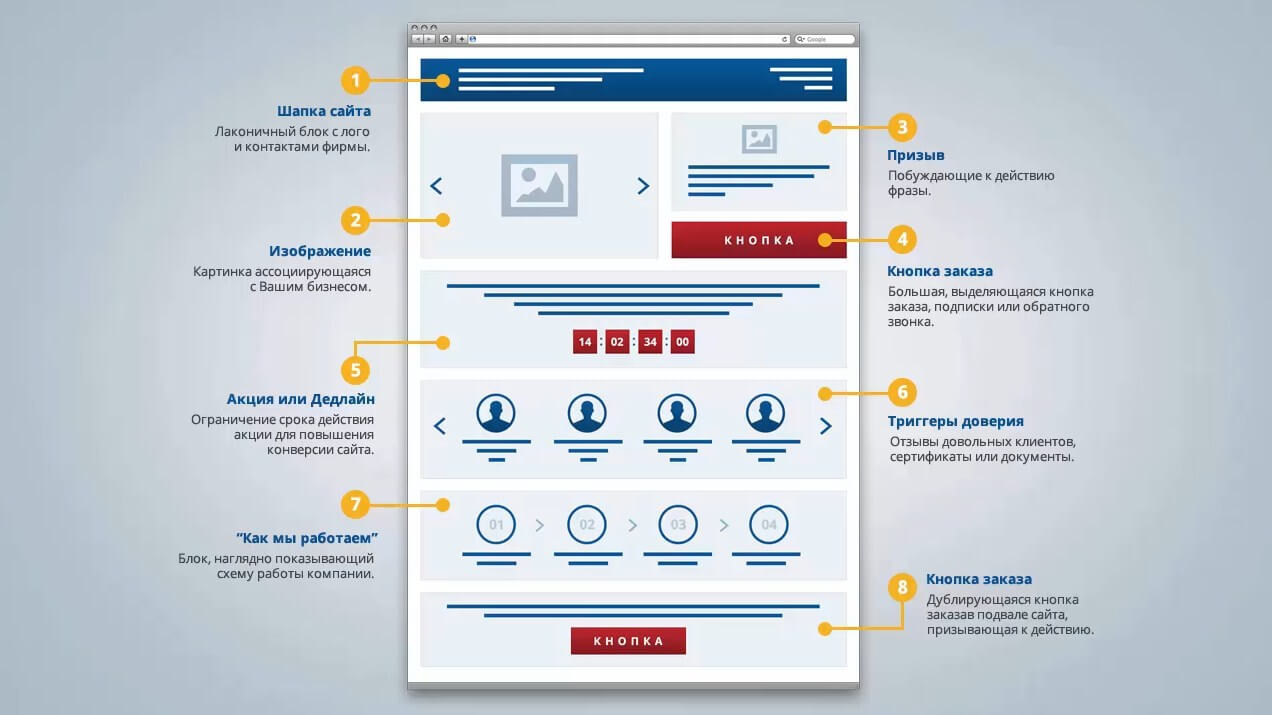 Google
1
Шапка сайта
Лаконичный блок с лого
и контактами фирмы.
2
Изображение
Картинка ассоциирующаяся
с Вашим бизнесом.
3
Призыв
Побуждающие к действию
фразы.
КНОПКА
4
Кнопка заказа
Большая, выделяющаяся кнопка
заказа, подписки или обратного
звонка.
14 : 02 : 34 : 00
5
Акция или Дедлайн
Ограничение срока действия
акции для повышения
конверсии сайта.
6
Триггеры доверия
Отзывы довольных клиентов,
сертификаты или документы.
7
“Как мы работаем”
Блок, наглядно показывающий
схему работы компании.
01 > 02 > 03 > 04
8
Кнопка заказа
Дублирующаяся кнопка
заказав подвале сайта,
призывающая к действию.
КНОПКА